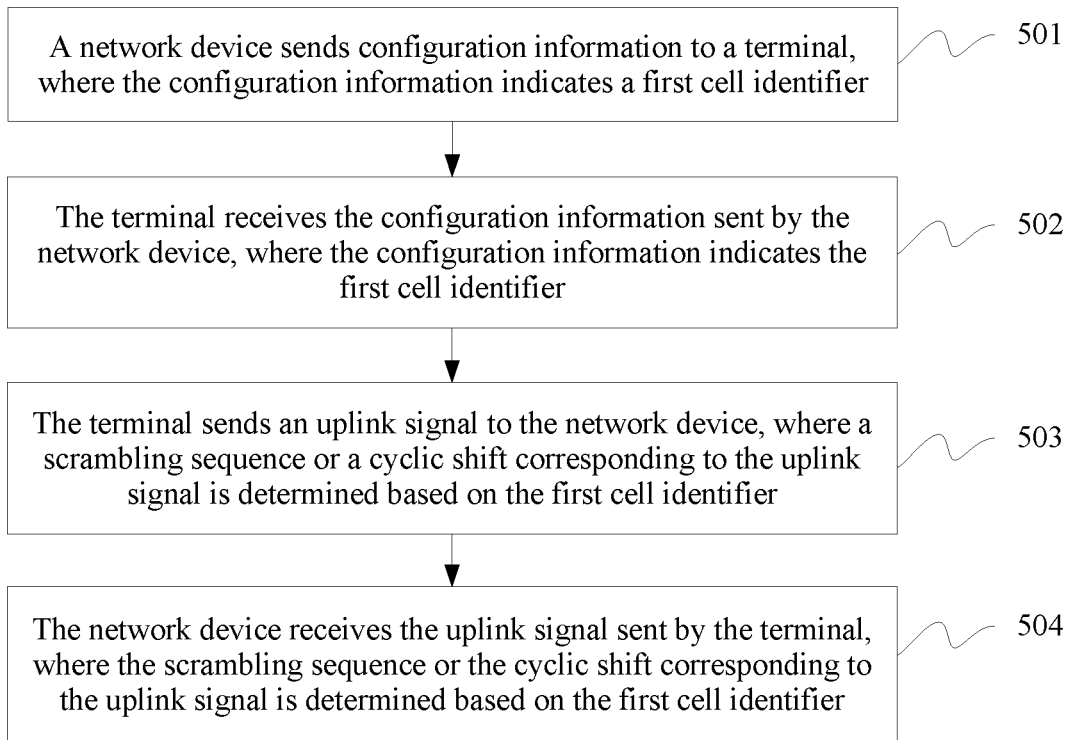 A network device sends configuration information to a terminal,
where the configuration information indicates a first cell identifier
501
The terminal receives the configuration information sent by the
network device, where the configuration information indicates the
first cell identifier
502
The terminal sends an uplink signal to the network device, where a
scrambling sequence or a cyclic shift corresponding to the uplink
signal is determined based on the first cell identifier
503
The network device receives the uplink signal sent by the terminal,
where the scrambling sequence or the cyclic shift corresponding to
the uplink signal is determined based on the first cell identifier
504